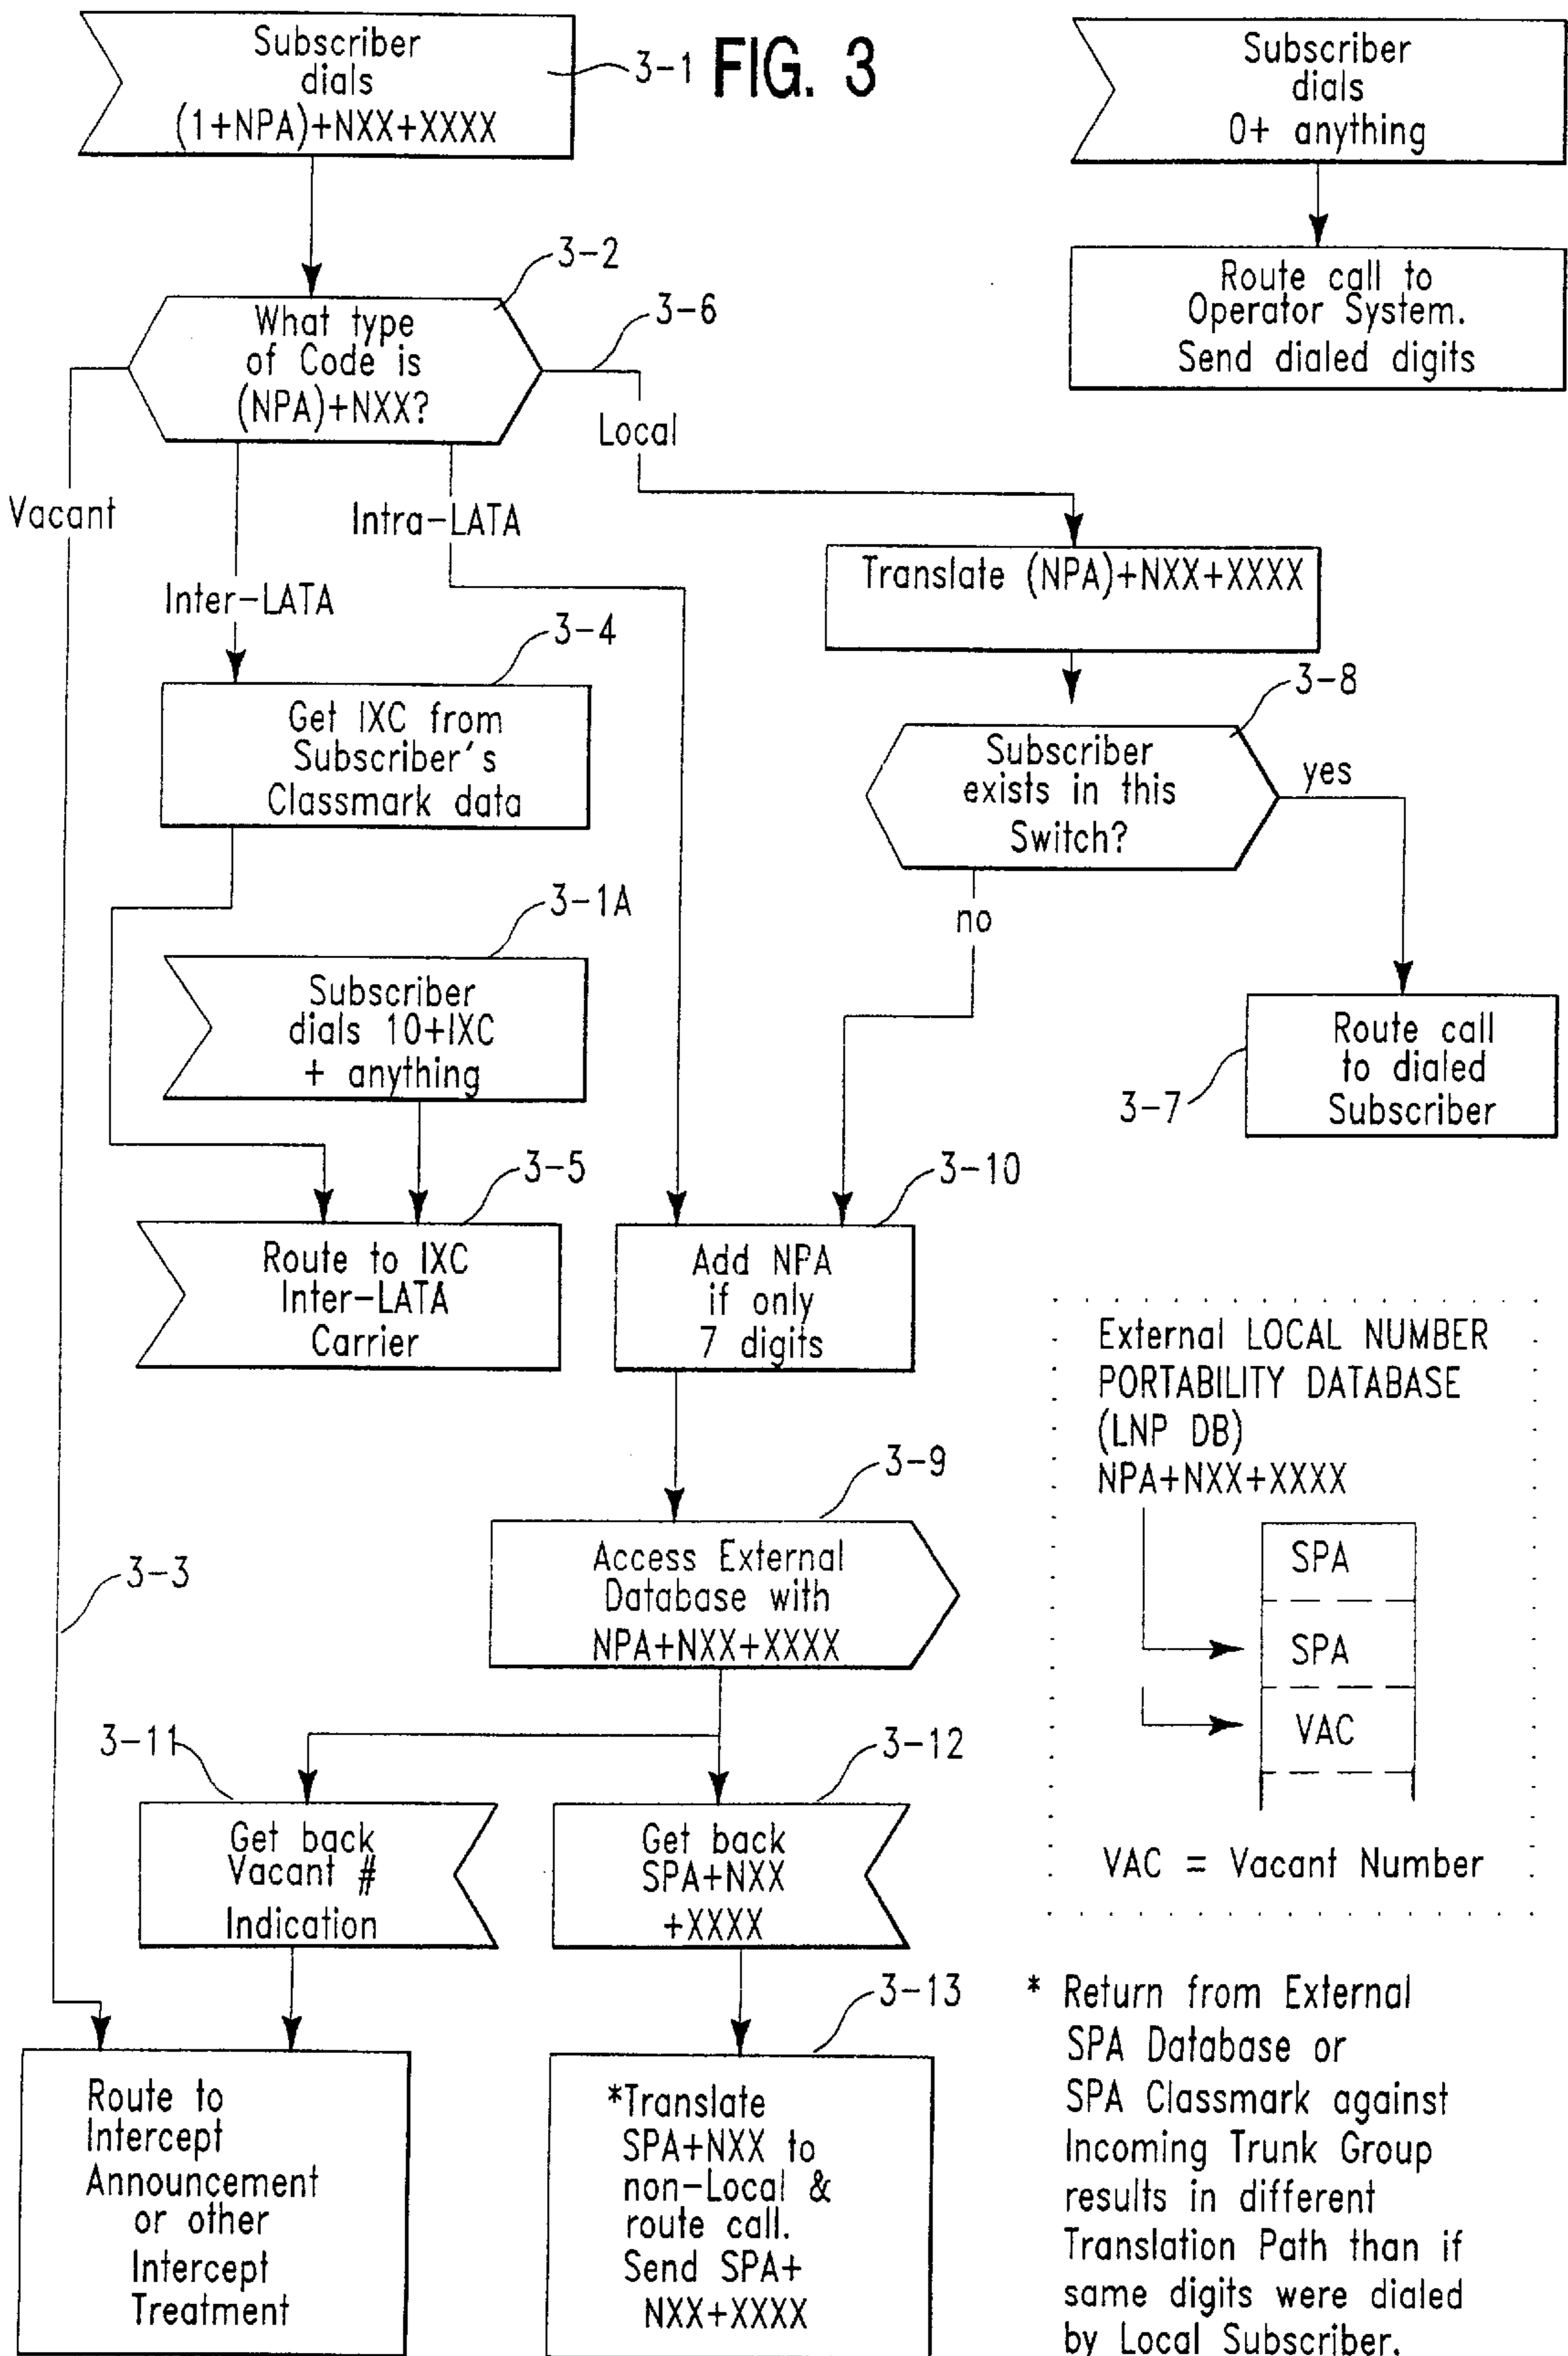 Subscriber
dials
(1+NPA)+NXX+XXXX
3-1
FIG. 3
Subscriber
dials
0+ anything
Route call to
Operator System.
Send dialed digits
3-2
What type
of Code is
(NPA)+NXX?
3-6
Local
Vacant
Intra-LATA
Inter-LATA
Translate (NPA)+NXX+XXXX
3-4
Get IXC from
Subscriber's
Classmark data
3-8
Subscriber
exists in this
Switch?
yes
no
3-1A
Subscriber
dials 10+IXC
+ anything
Route call
to dialed
Subscriber
3-7
3-5
Route to IXC
Inter-LATA
Carrier
3-10
Add NPA
if only
7 digits
External LOCAL NUMBER
PORTABILITY DATABASE
(LNP DB)
NPA+NXX+XXXX
SPA
SPA
VAC
VAC = Vacant Number
3-9
Access External
Database with
NPA+NXX+XXXX
3-3
3-11
Get back
Vacant #
Indication
3-12
Get back
SPA+NXX
+XXXX
3-13
Route to
Intercept
Announcement
or other
Intercept
Treatment
*Translate
SPA+NXX to
non-Local &
route call.
Send SPA+
NXX+XXXX
* Return from External
SPA Database or
SPA Classmark against
Incoming Trunk Group
results in different
Translation Path than if
same digits were dialed
by Local Subscriber.